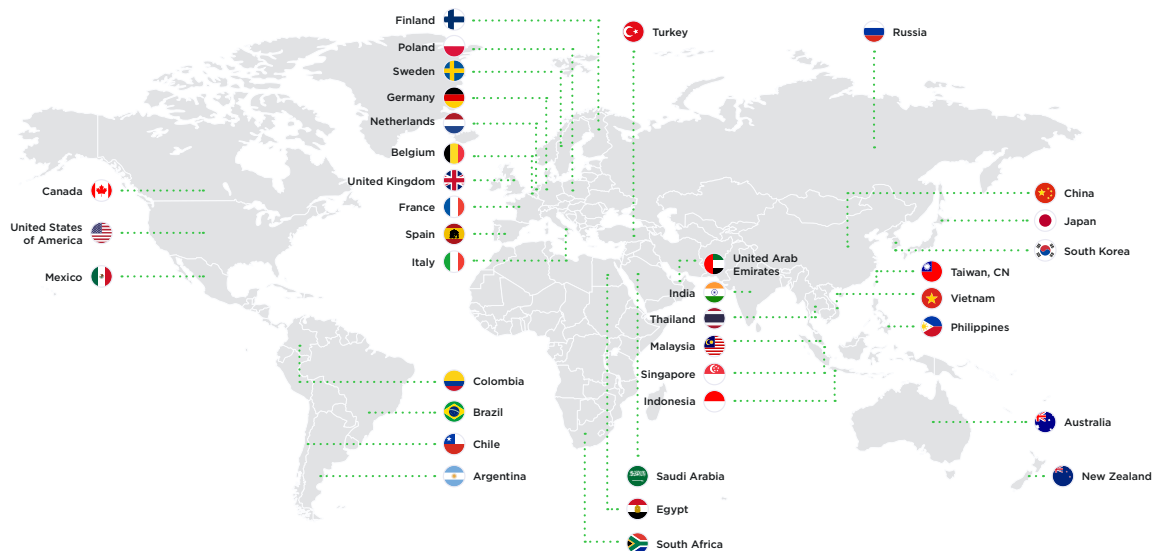 Finland
Poland
Sweden
Germany
Netherlands
Belgium
United Kingdom
France
Spain
Italy
Turkey
Russia
Canada
United States
of America
Mexico
China
Japan
South Korea
Taiwan, CN
Vietnam
Philippines
United Arab
Emirates
India
Thailand
Malaysia
Singapore
Indonesia
Colombia
Brazil
Chile
Argentina
Saudi Arabia
Egypt
South Africa
Australia
New Zealand